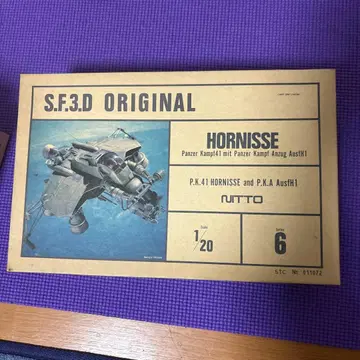 S.F.3.D ORIGINAL
HORNISSE
Panzer Kampf41 mit Panzer Kampf Anzug AusfH1
P.K.41 HORNISSE and P.K.A AusfH1
NITTO
1/20
6